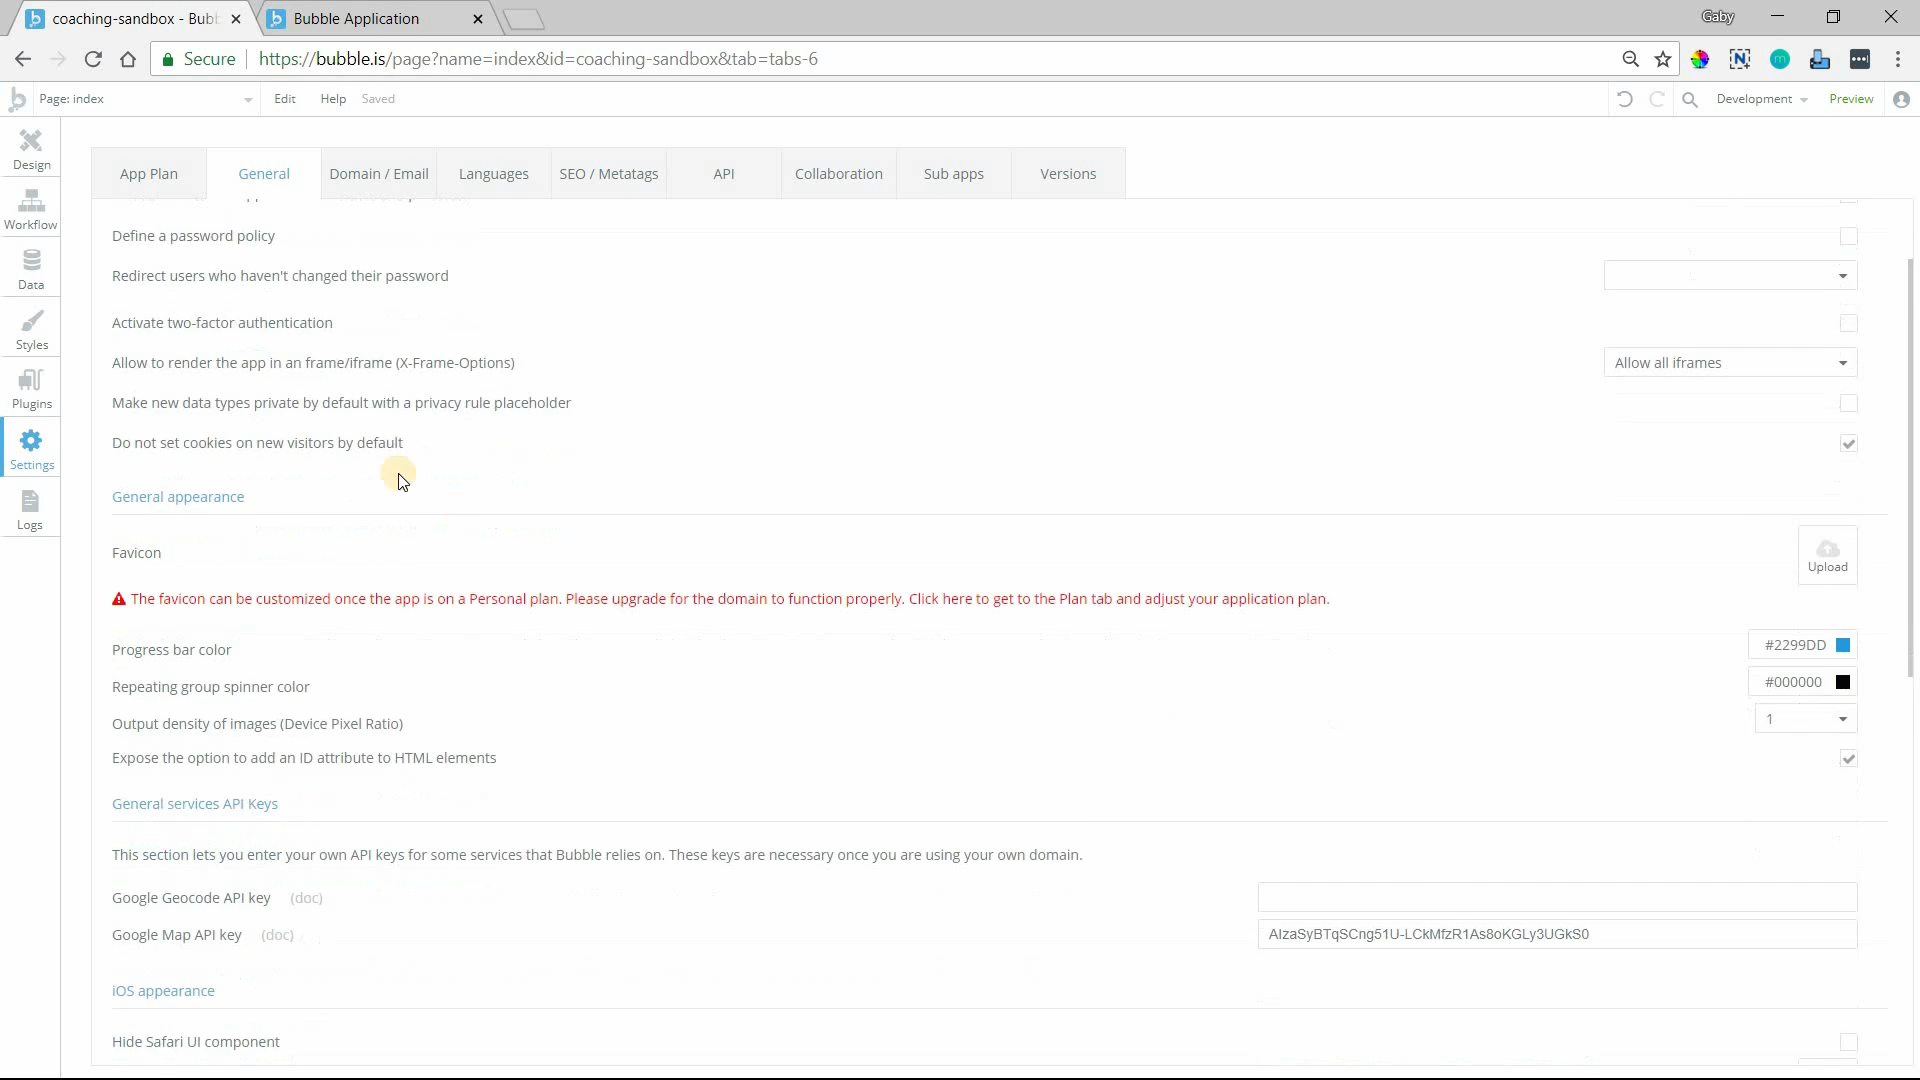 coaching-sandbox - Bubb
Bubble Application
Gaby
Secure
https://bubble.is/page?name=index&id=coaching-sandbox&tab=tabs-6
Page: index
Edit
Help
Saved
Development
Preview
Design
Workflow
Data
Styles
Plugins
Settings
Logs
App Plan
General
Domain / Email
Languages
SEO / Metatags
API
Collaboration
Sub apps
Versions
Define a password policy
Redirect users who haven't changed their password
Activate two-factor authentication
Allow to render the app in an frame/iframe (X-Frame-Options)
Allow all iframes
Make new data types private by default with a privacy rule placeholder
Do not set cookies on new visitors by default
General appearance
Favicon
Upload
The favicon can be customized once the app is on a Personal plan. Please upgrade for the domain to function properly. Click here to get to the Plan tab and adjust your application plan.
Progress bar color
#2299DD
Repeating group spinner color
#000000
Output density of images (Device Pixel Ratio)
1
Expose the option to add an ID attribute to HTML elements
General services API Keys
This section lets you enter your own API keys for some services that Bubble relies on. These keys are necessary once you are using your own domain.
Google Geocode API key (doc)
Google Map API key (doc)
AIzaSyBTqSCng51U-LCkMfzR1As8oKGLy3UGkS0
iOS appearance
Hide Safari UI component